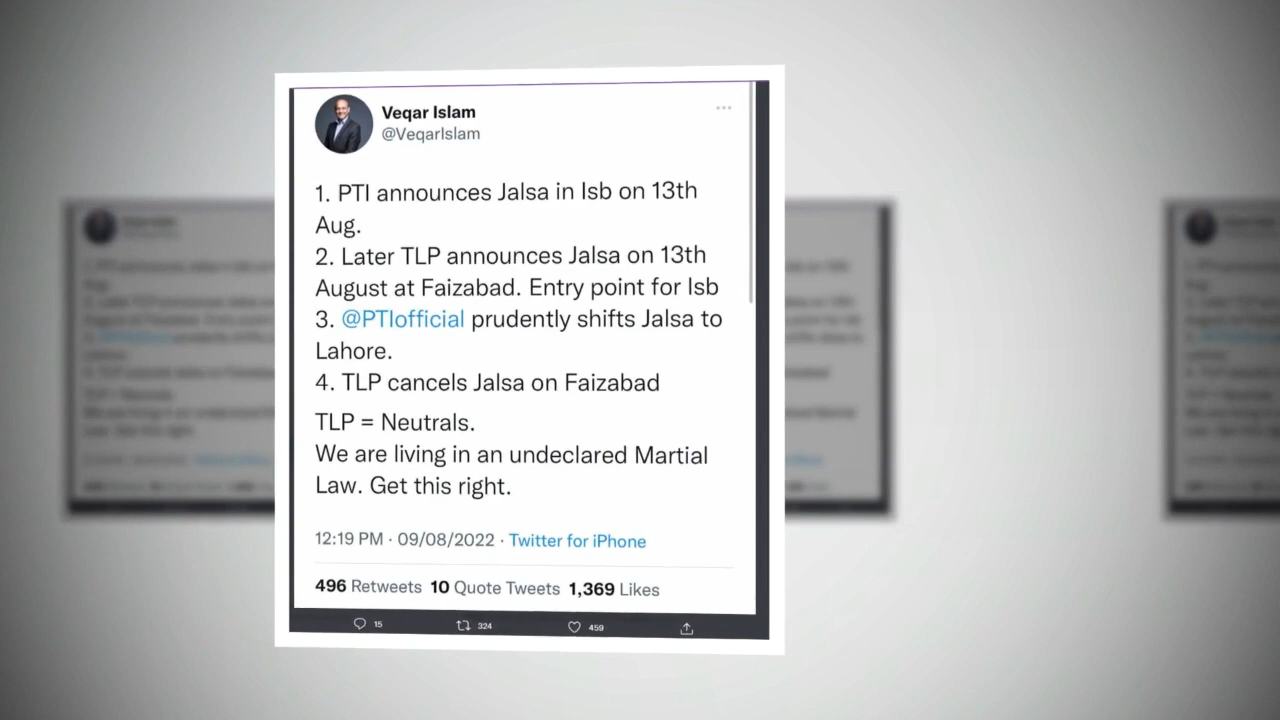 Veqar Islam
@VeqarIslam
1. PTI announces Jalsa in Isb on 13th
Aug.
2. Later TLP announces Jalsa on 13th
August at Faizabad. Entry point for Isb
3. @PTIofficial prudently shifts Jalsa to
Lahore.
4. TLP cancels Jalsa on Faizabad
TLP = Neutrals.
We are living in an undeclared Martial
Law. Get this right.
12:19 PM · 09/08/2022 · Twitter for iPhone
496 Retweets 10 Quote Tweets 1,369 Likes
15 324 459